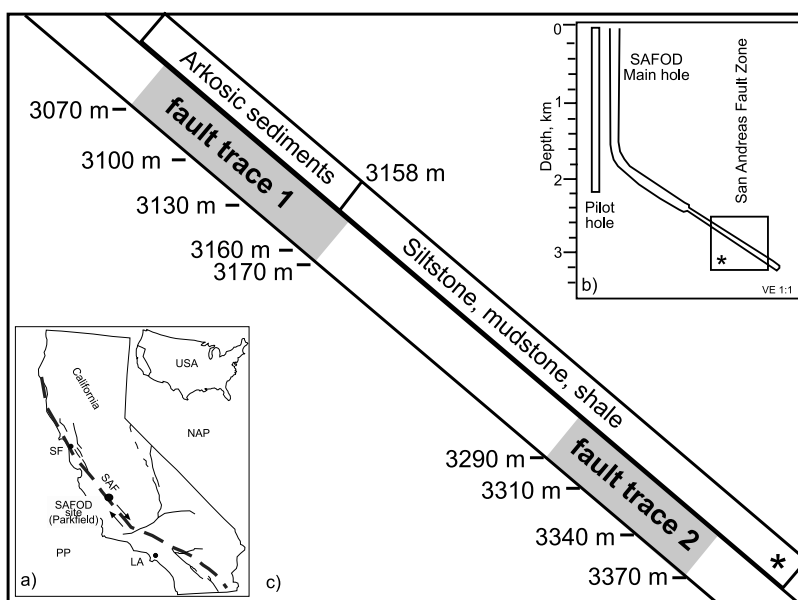 Arkosic sediments
fault trace 1
3070 m
3100 m
3130 m
3160 m
3170 m
3158 m
Siltstone, mudstone, shale
fault trace 2
3290 m
3310 m
3340 m
3370 m
*
c)
0
1
2
3
Depth, km
SAFOD
Main hole
San Andreas Fault Zone
Pilot
hole
*
b)
VE 1:1
USA
California
NAP
SF
SAF
SAFOD
site
(Parkfield)
PP
LA
a)